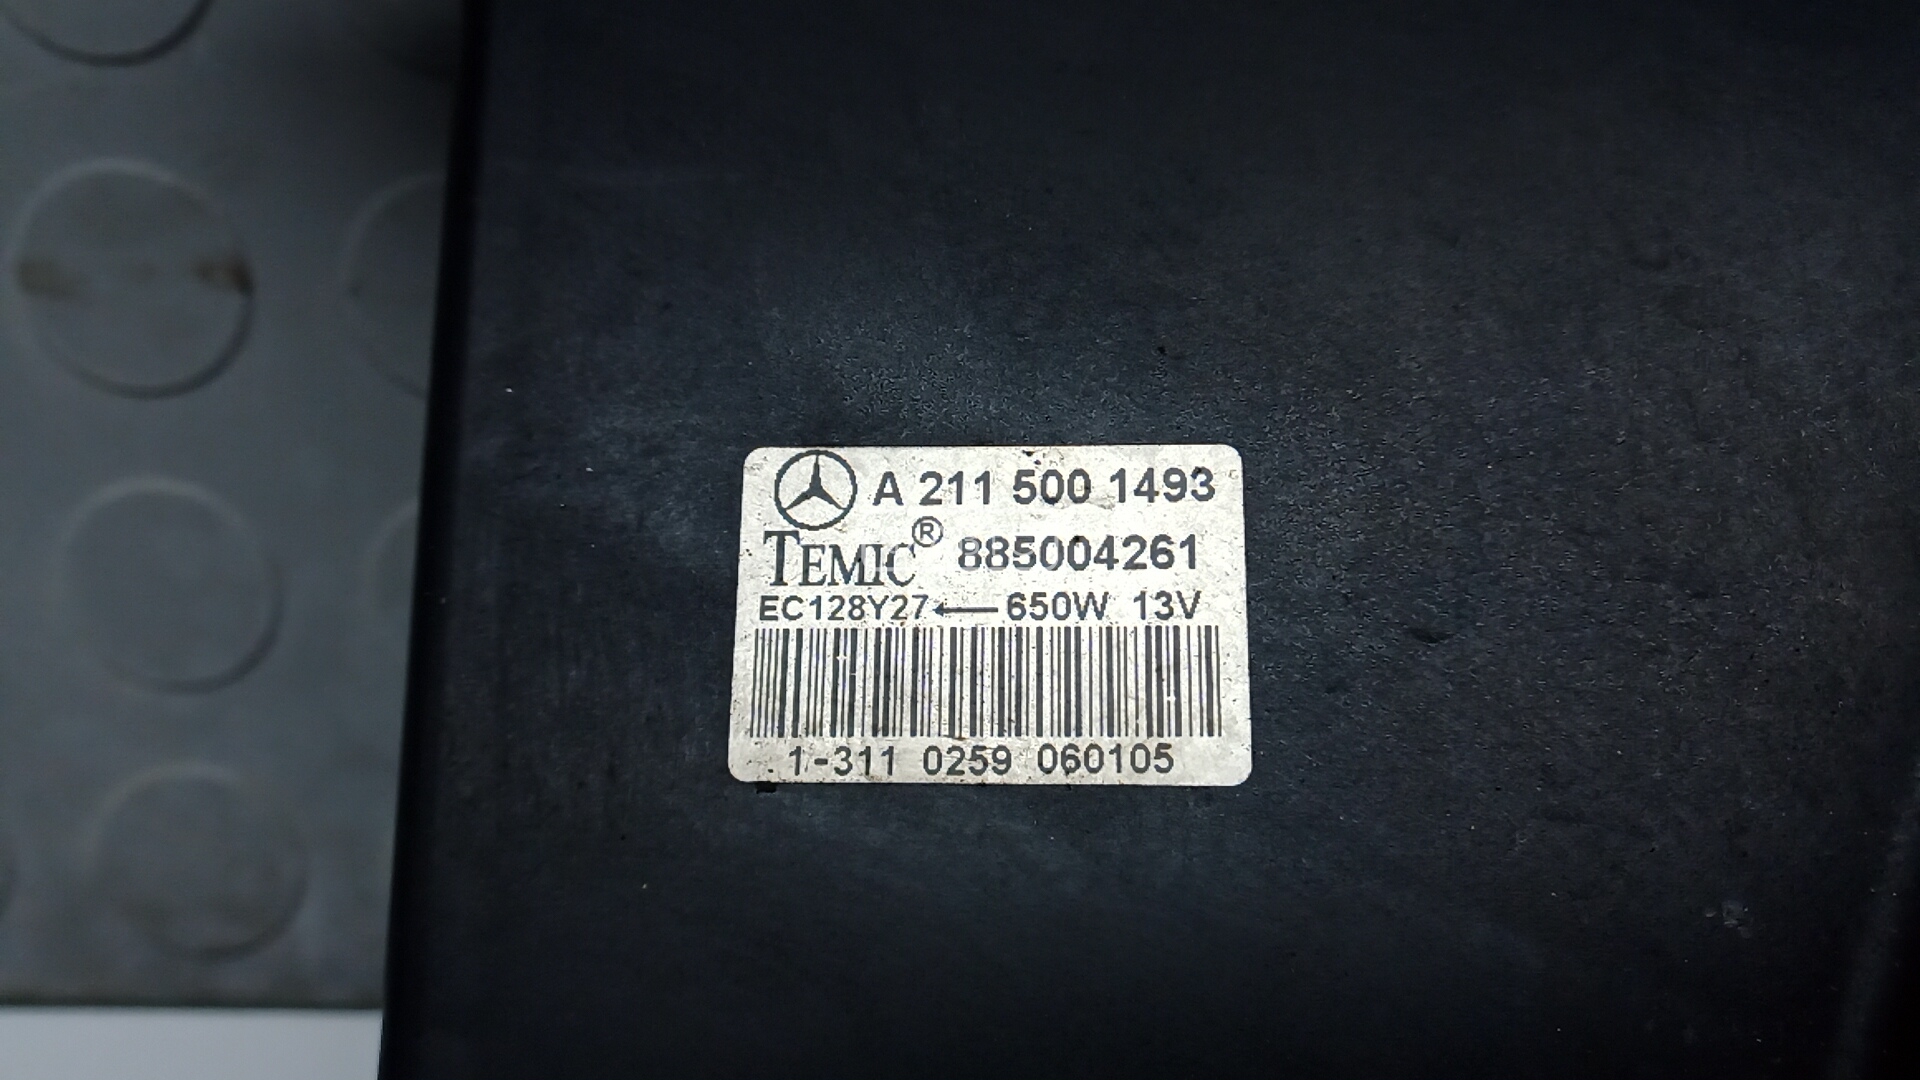 A 211 500 1493
TEMIC® 885004261
EC128Y27 ← 650W 13V
1-311 0259 060105